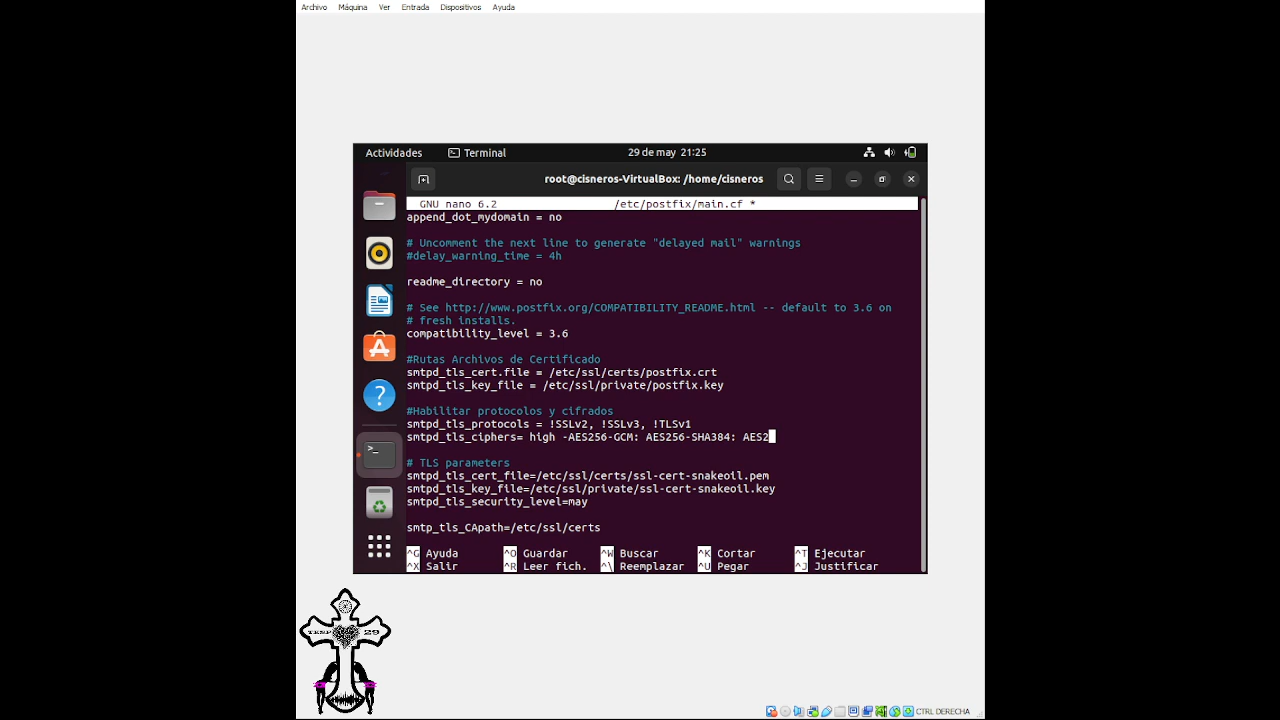 Archivo Máquina Ver Entrada Dispositivos Ayuda
Actividades Terminal 29 de may 21:25
root@cisneros-VirtualBox: /home/cisneros
GNU nano 6.2 /etc/postfix/main.cf *
append_dot_mydomain = no
# Uncomment the next line to generate "delayed mail" warnings
#delay_warning_time = 4h
readme_directory = no
# See http://www.postfix.org/COMPATIBILITY_README.html -- default to 3.6 on
# fresh installs.
compatibility_level = 3.6
#Rutas Archivos de Certificado
smtpd_tls_cert.file = /etc/ssl/certs/postfix.crt
smtpd_tls_key_file = /etc/ssl/private/postfix.key
#Habilitar protocolos y cifrados
smtpd_tls_protocols = !SSLv2, !SSLv3, !TLSv1
smtpd_tls_ciphers= high -AES256-GCM: AES256-SHA384: AES2
# TLS parameters
smtpd_tls_cert_file=/etc/ssl/certs/ssl-cert-snakeoil.pem
smtpd_tls_key_file=/etc/ssl/private/ssl-cert-snakeoil.key
smtpd_tls_security_level=may
smtp_tls_CApath=/etc/ssl/certs
^G Ayuda ^O Guardar ^W Buscar ^K Cortar ^T Ejecutar
^X Salir ^R Leer fich. ^\ Reemplazar ^U Pegar ^J Justificar
29
CTRL DERECHA